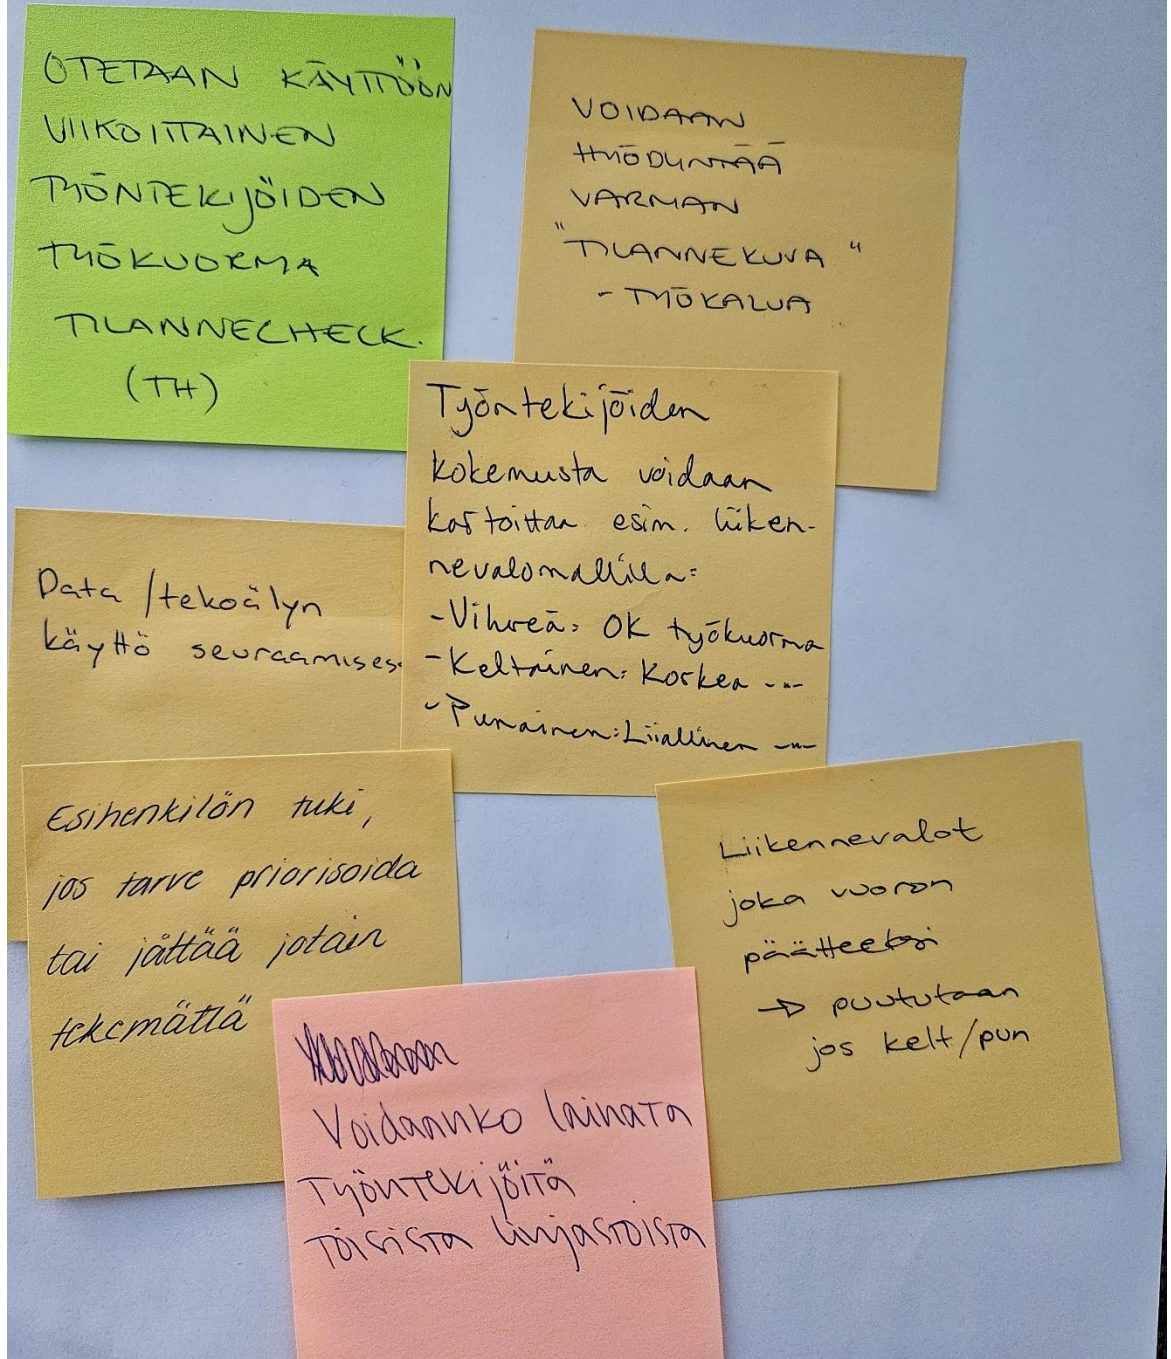 OTETAAN KÄYTTÖÖN
VIIKOITTAINEN
TYÖNTEKIJÖIDEN
TYÖKUORMA
TILANNECHECK.
(TH)
VOIDAAN
HYÖDYNTÄÄ
VARMAN
"TILANNEKUVA"
- TYÖKALUA
Työntekijöiden
kokemusta voidaan
kartoittaa esim. liiken-
nevalomallilla:
- Vihreä: OK työkuorma
- Keltainen: Korkea -"-
- Punainen: Liiallinen -"-
Data / tekoälyn
käyttö seuraamises
Esihenkilön tuki,
jos tarve priorisoida
tai jättää jotain
tekemättä
Liikennevalot
joka vuoron
päätteeksi
→ puututaan
jos kelt/pun
Voidaanko lainata
Työntekijöitä
toisista linjastoista